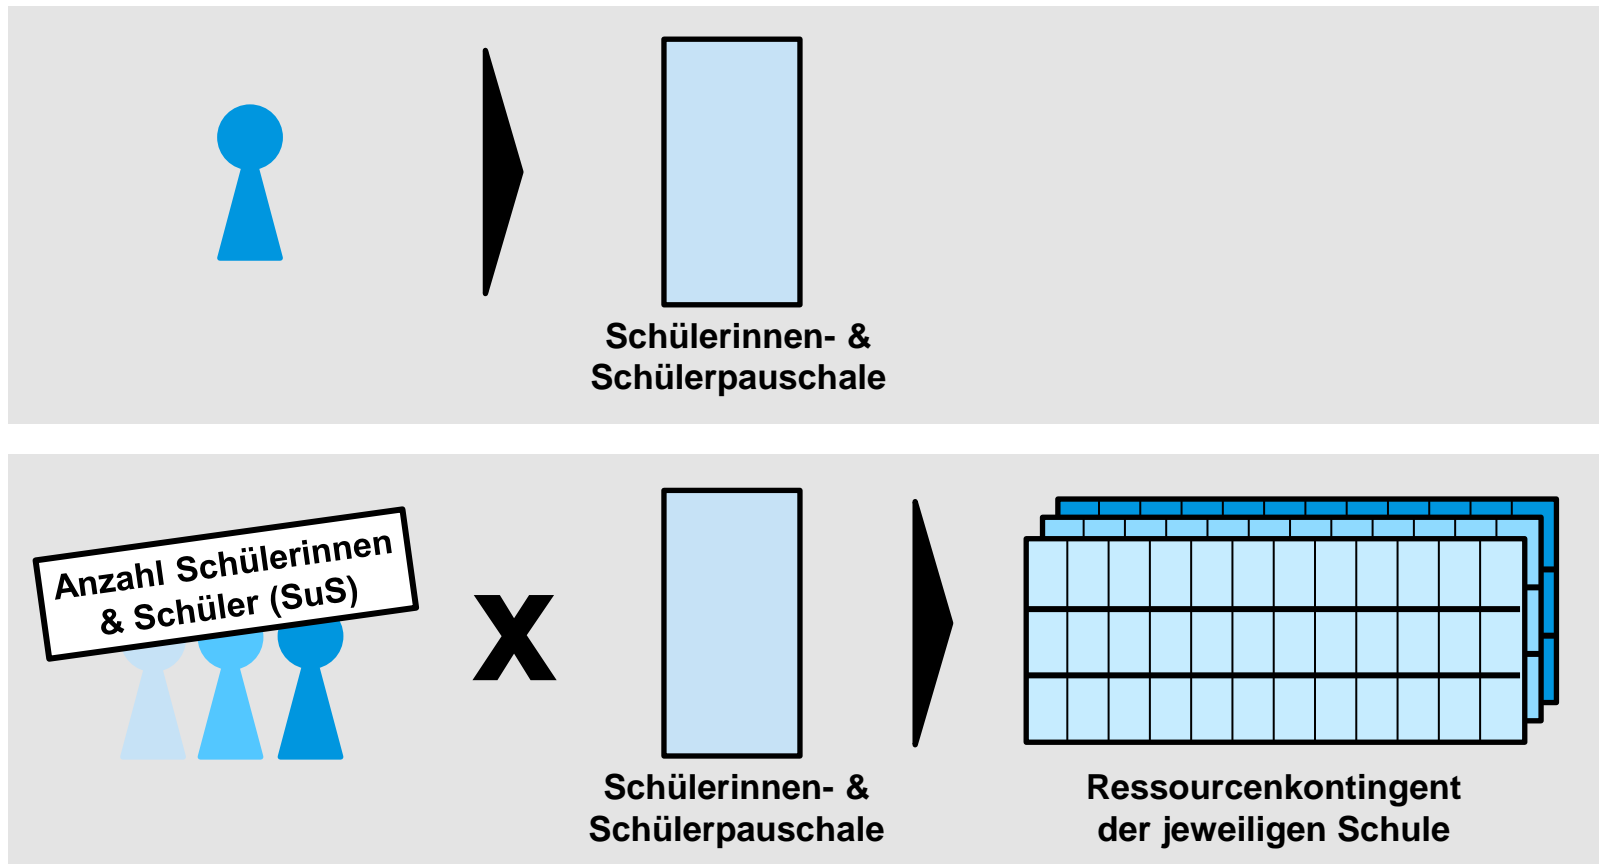 Schülerinnen- &
Schülerpauschale
Anzahl Schülerinnen
& Schüler (SuS)
X
Schülerinnen- &
Schülerpauschale
Ressourcenkontingent
der jeweiligen Schule